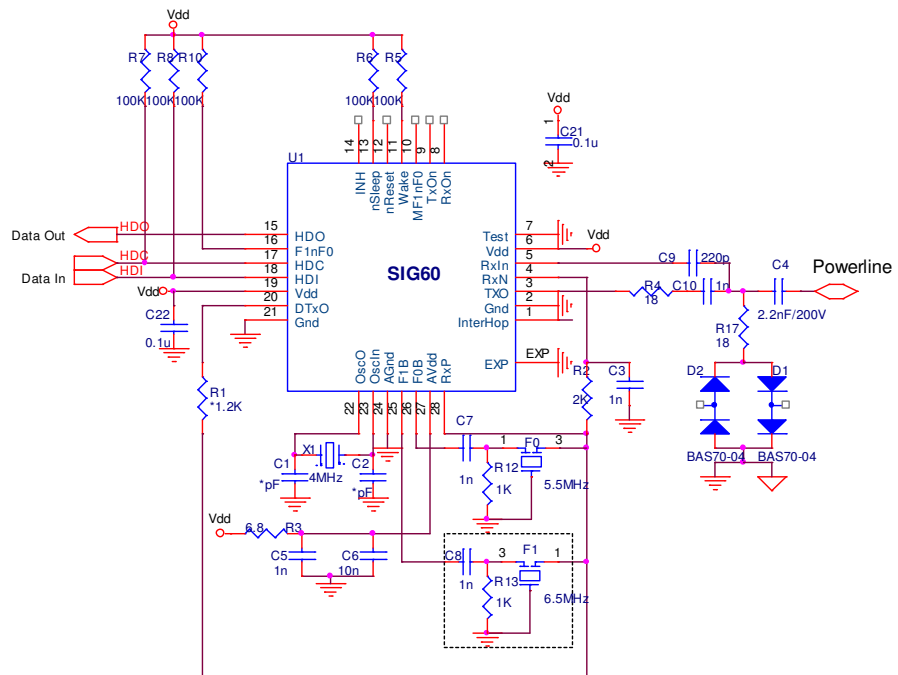 Vdd
R7 R8 R10 R6 R5
100K 100K 100K 100K 100K
Vdd
1
C21
0.1u
2
14 13 12 11 10 9 8
U1
INH nSleep nReset Wake MF1nF0 TxOn RxOn
Data Out HDO 15 HDO
16 F1nF0
HDC 17 HDC
Data In HDI 18 HDI
Vdd 19 Vdd
20 DTxO
21 Gnd
SIG60
Test 7
Vdd 6 Vdd
RxIn 5
RxN 4
TXO 3
Gnd 2
InterHop 1
EXP EXP
C9 220p
R4 18
C10 1n
C4
2.2nF/200V
Powerline
R17
18
C22
0.1u
D2 D1
BAS70-04 BAS70-04
OscO OscIn AGnd F1B F0B AVdd RxP
22 23 24 25 26 27 28
R1
*1.2K
R2
2K
C3
1n
C7
1n
1 F0 3
R12
1K
5.5MHz
C1
*pF
X1
4MHz
C2
*pF
Vdd 6.8 R3
C5
1n
C6
10n
C8
1n
3 F1 1
R13
1K
6.5MHz